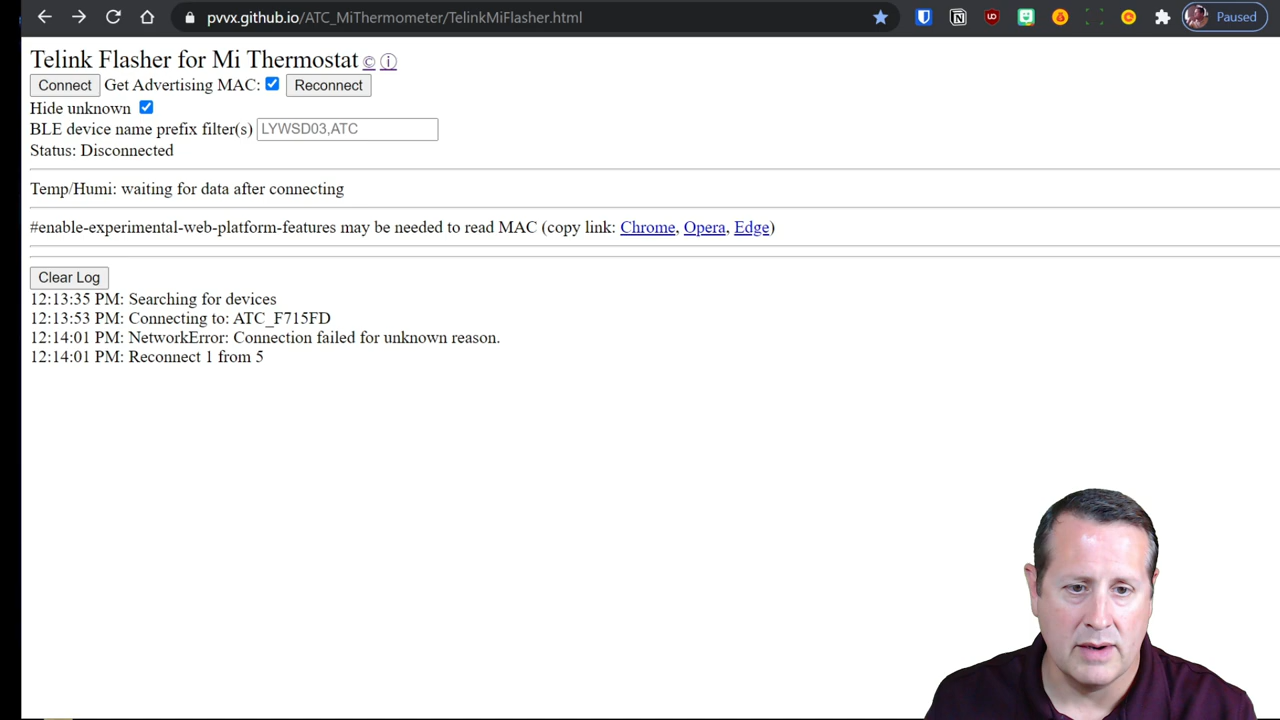 pvvx.github.io/ATC_MiThermometer/TelinkMiFlasher.html
Paused
Telink Flasher for Mi Thermostat © ⓘ
Connect Get Advertising MAC: Reconnect
Hide unknown
BLE device name prefix filter(s) LYWSD03,ATC
Status: Disconnected
Temp/Humi: waiting for data after connecting
#enable-experimental-web-platform-features may be needed to read MAC (copy link: Chrome, Opera, Edge)
Clear Log
12:13:35 PM: Searching for devices
12:13:53 PM: Connecting to: ATC_F715FD
12:14:01 PM: NetworkError: Connection failed for unknown reason.
12:14:01 PM: Reconnect 1 from 5